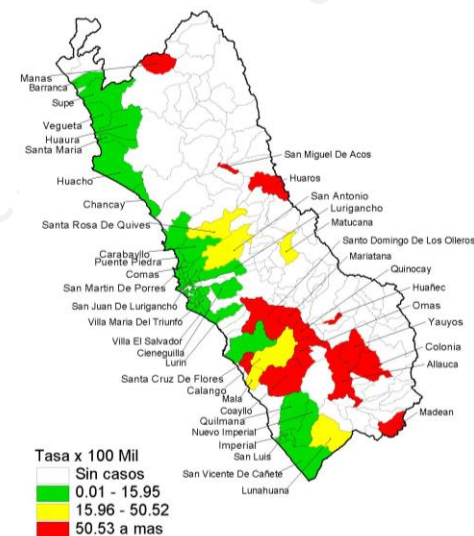 Manas
Barranca
Supe
Vegueta
Huaura
Santa Maria
Huacho
Chancay
Santa Rosa De Quives
Carabayllo
Puente Piedra
Comas
San Martin De Porres
San Juan De Lurigancho
Villa Maria Del Triunfo
Villa El Salvador
Cieneguilla
Lurin
Santa Cruz De Flores
Calango
Mala
Coayllo
Quilmana
Nuevo Imperial
Imperial
San Luis
San Vicente De Cañete
Lunahuana
San Miguel De Acos
Huaros
San Antonio
Lurigancho
Matucana
Santo Domingo De Los Olleros
Mariatana
Quinocay
Huañec
Omas
Yauyos
Colonia
Allauca
Madean
Tasa x 100 Mil
Sin casos
0.01 - 15.95
15.96 - 50.52
50.53 a mas